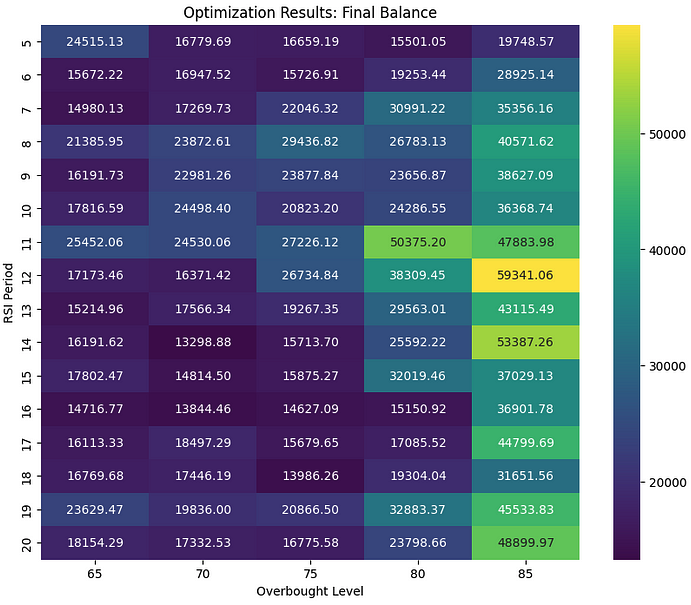 Optimization Results: Final Balance
5 24515.13 16779.69 16659.19 15501.05 19748.57
6 15672.22 16947.52 15726.91 19253.44 28925.14
7 14980.13 17269.73 22046.32 30991.22 35356.16
8 21385.95 23872.61 29436.82 26783.13 40571.62
9 16191.73 22981.26 23877.84 23656.87 38627.09
10 17816.59 24498.40 20823.20 24286.55 36368.74
11 25452.06 24530.06 27226.12 50375.20 47883.98
12 17173.46 16371.42 26734.84 38309.45 59341.06
13 15214.96 17566.34 19267.35 29563.01 43115.49
14 16191.62 13298.88 15713.70 25592.22 53387.26
15 17802.47 14814.50 15875.27 32019.46 37029.13
16 14716.77 13844.46 14627.09 15150.92 36901.78
17 16113.33 18497.29 15679.65 17085.52 44799.69
18 16769.68 17446.19 13986.26 19304.04 31651.56
19 23629.47 19836.00 20866.50 32883.37 45533.83
20 18154.29 17332.53 16775.58 23798.66 48899.97
65 70 75 80 85
Overbought Level
RSI Period
50000
40000
30000
20000